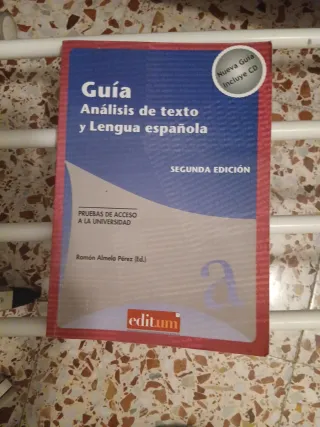 Nueva Guía
Incluye CD
Guía
Análisis de texto
y Lengua española
SEGUNDA EDICIÓN
PRUEBAS DE ACCESO
A LA UNIVERSIDAD
Ramón Almela Pérez (Ed.)
a
editum